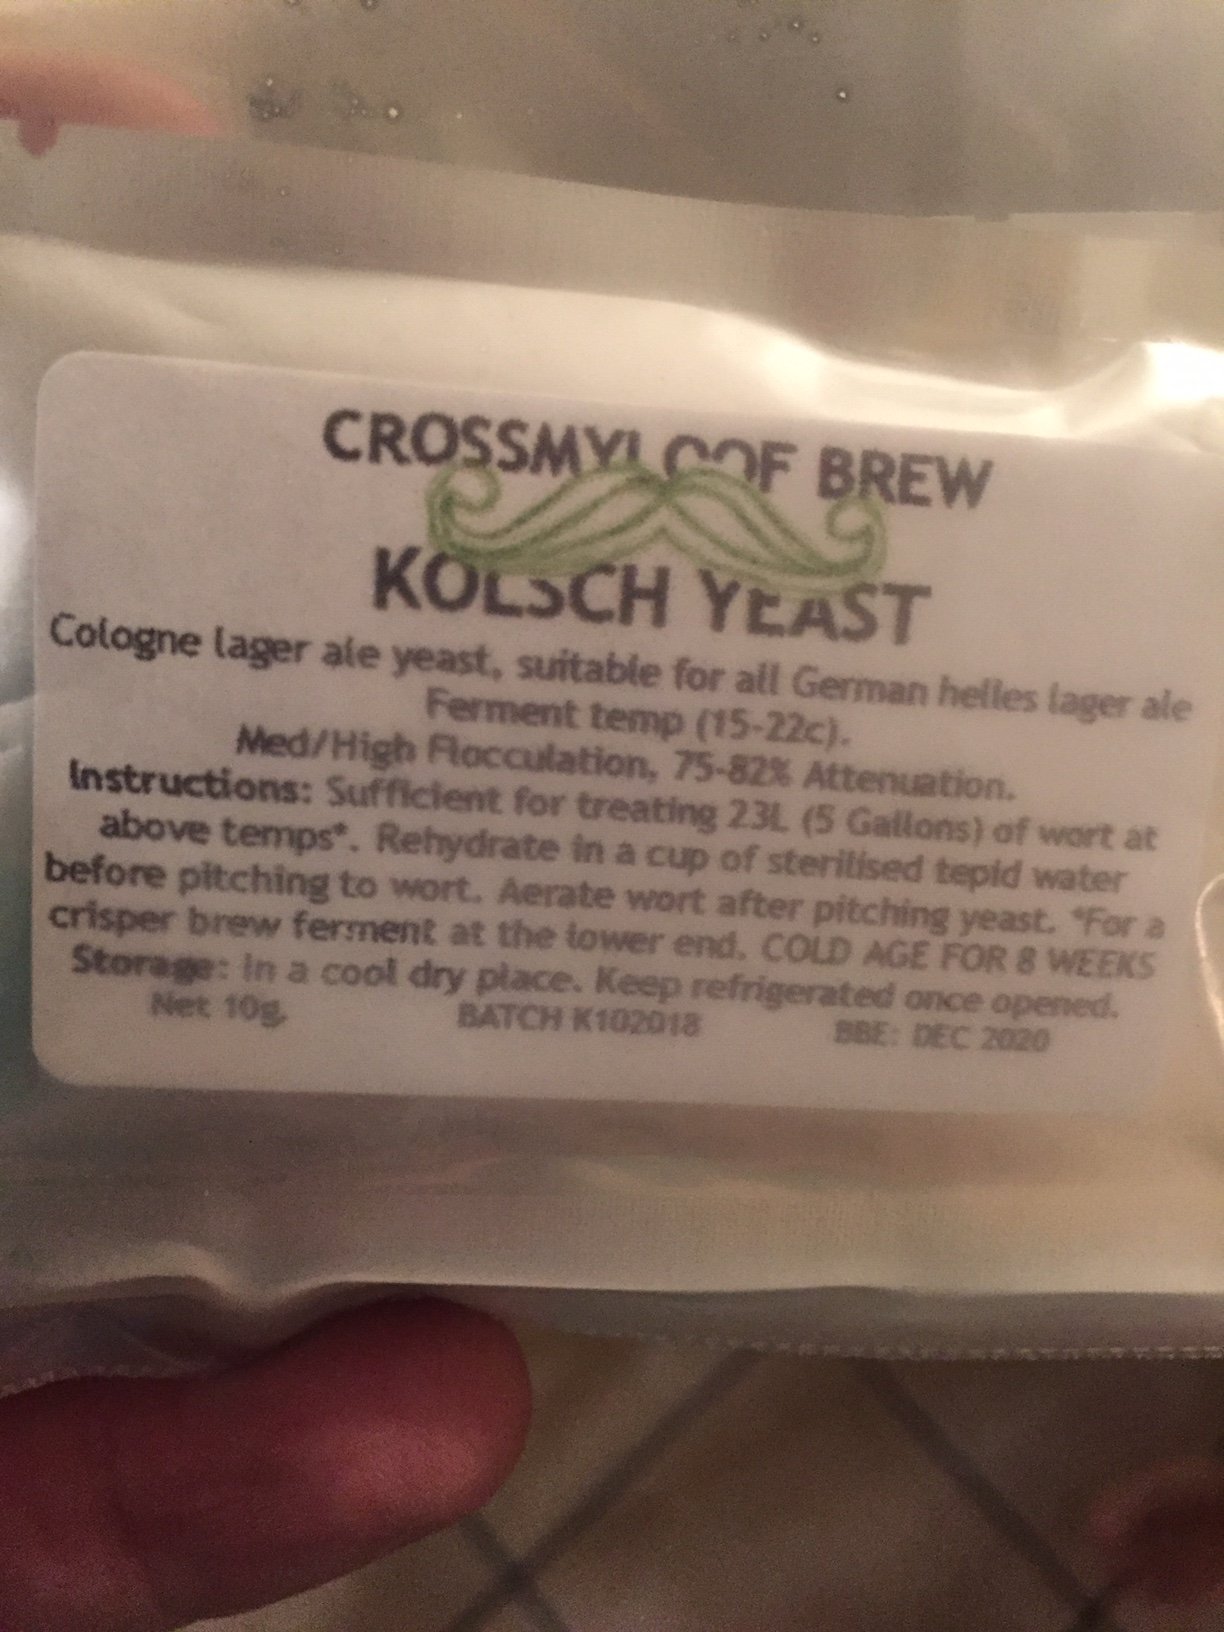 CROSSMYLOOF BREW
KOLSCH YEAST
Cologne lager ale yeast, suitable for all German helles lager ale
Ferment temp (15-22c).
Med/High Flocculation, 75-82% Attenuation.
Instructions: Sufficient for treating 23L (5 Gallons) of wort at
above temps*. Rehydrate in a cup of sterilised tepid water
before pitching to wort. Aerate wort after pitching yeast. *For a
crisper brew ferment at the lower end. COLD AGE FOR 8 WEEKS
Storage: In a cool dry place. Keep refrigerated once opened.
Net 10g. BATCH K102018 BBE: DEC 2020